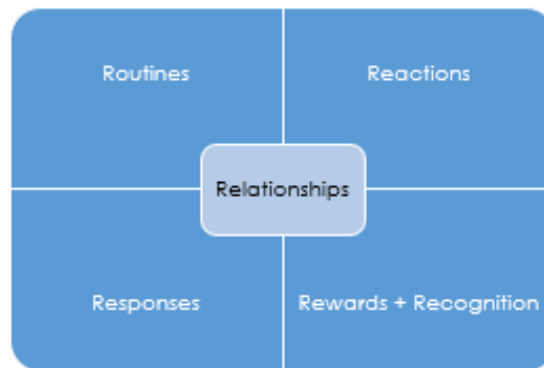 Routines
Reactions
Relationships
Responses
Rewards + Recognition